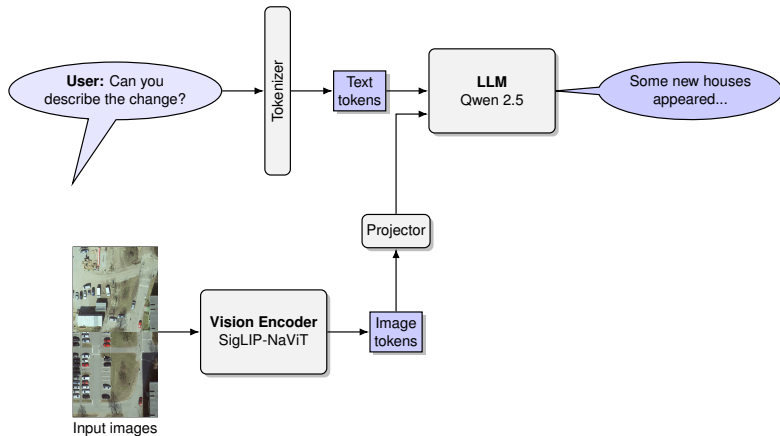 User: Can you
describe the change?
Tokenizer
Text
tokens
LLM
Qwen 2.5
Some new houses
appeared...
Projector
Vision Encoder
SigLIP-NaViT
Image
tokens
Input images